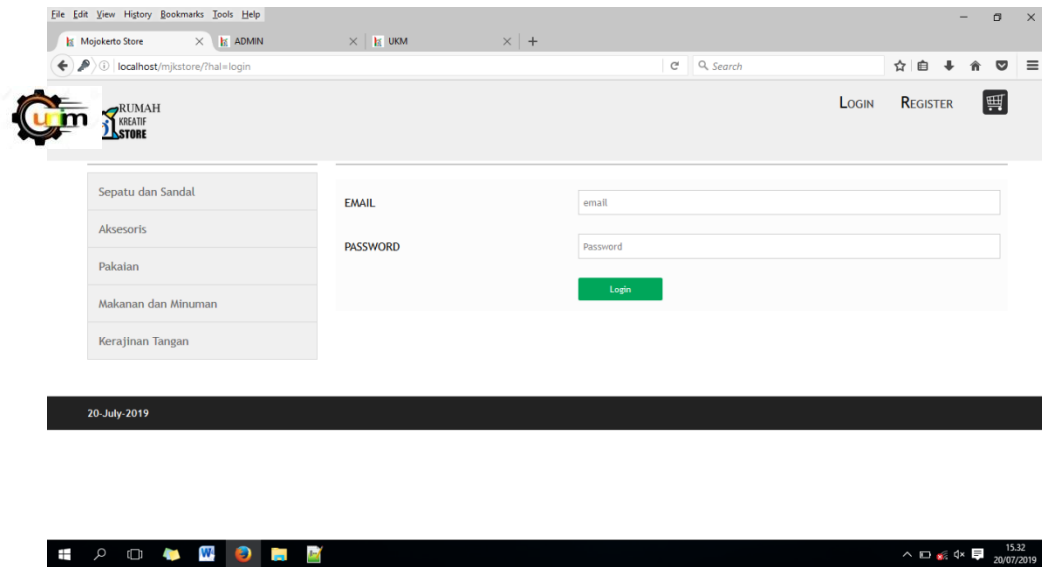 File Edit View History Bookmarks Tools Help
Mojokerto Store ADMIN UKM
localhost/mjkstore/?hal=login Search
urim
RUMAH
KREATIF
STORE
LOGIN REGISTER
Sepatu dan Sandal
Aksesoris
Pakaian
Makanan dan Minuman
Kerajinan Tangan
EMAIL email
PASSWORD Password
Login
20-July-2019
15.32
20/07/2019